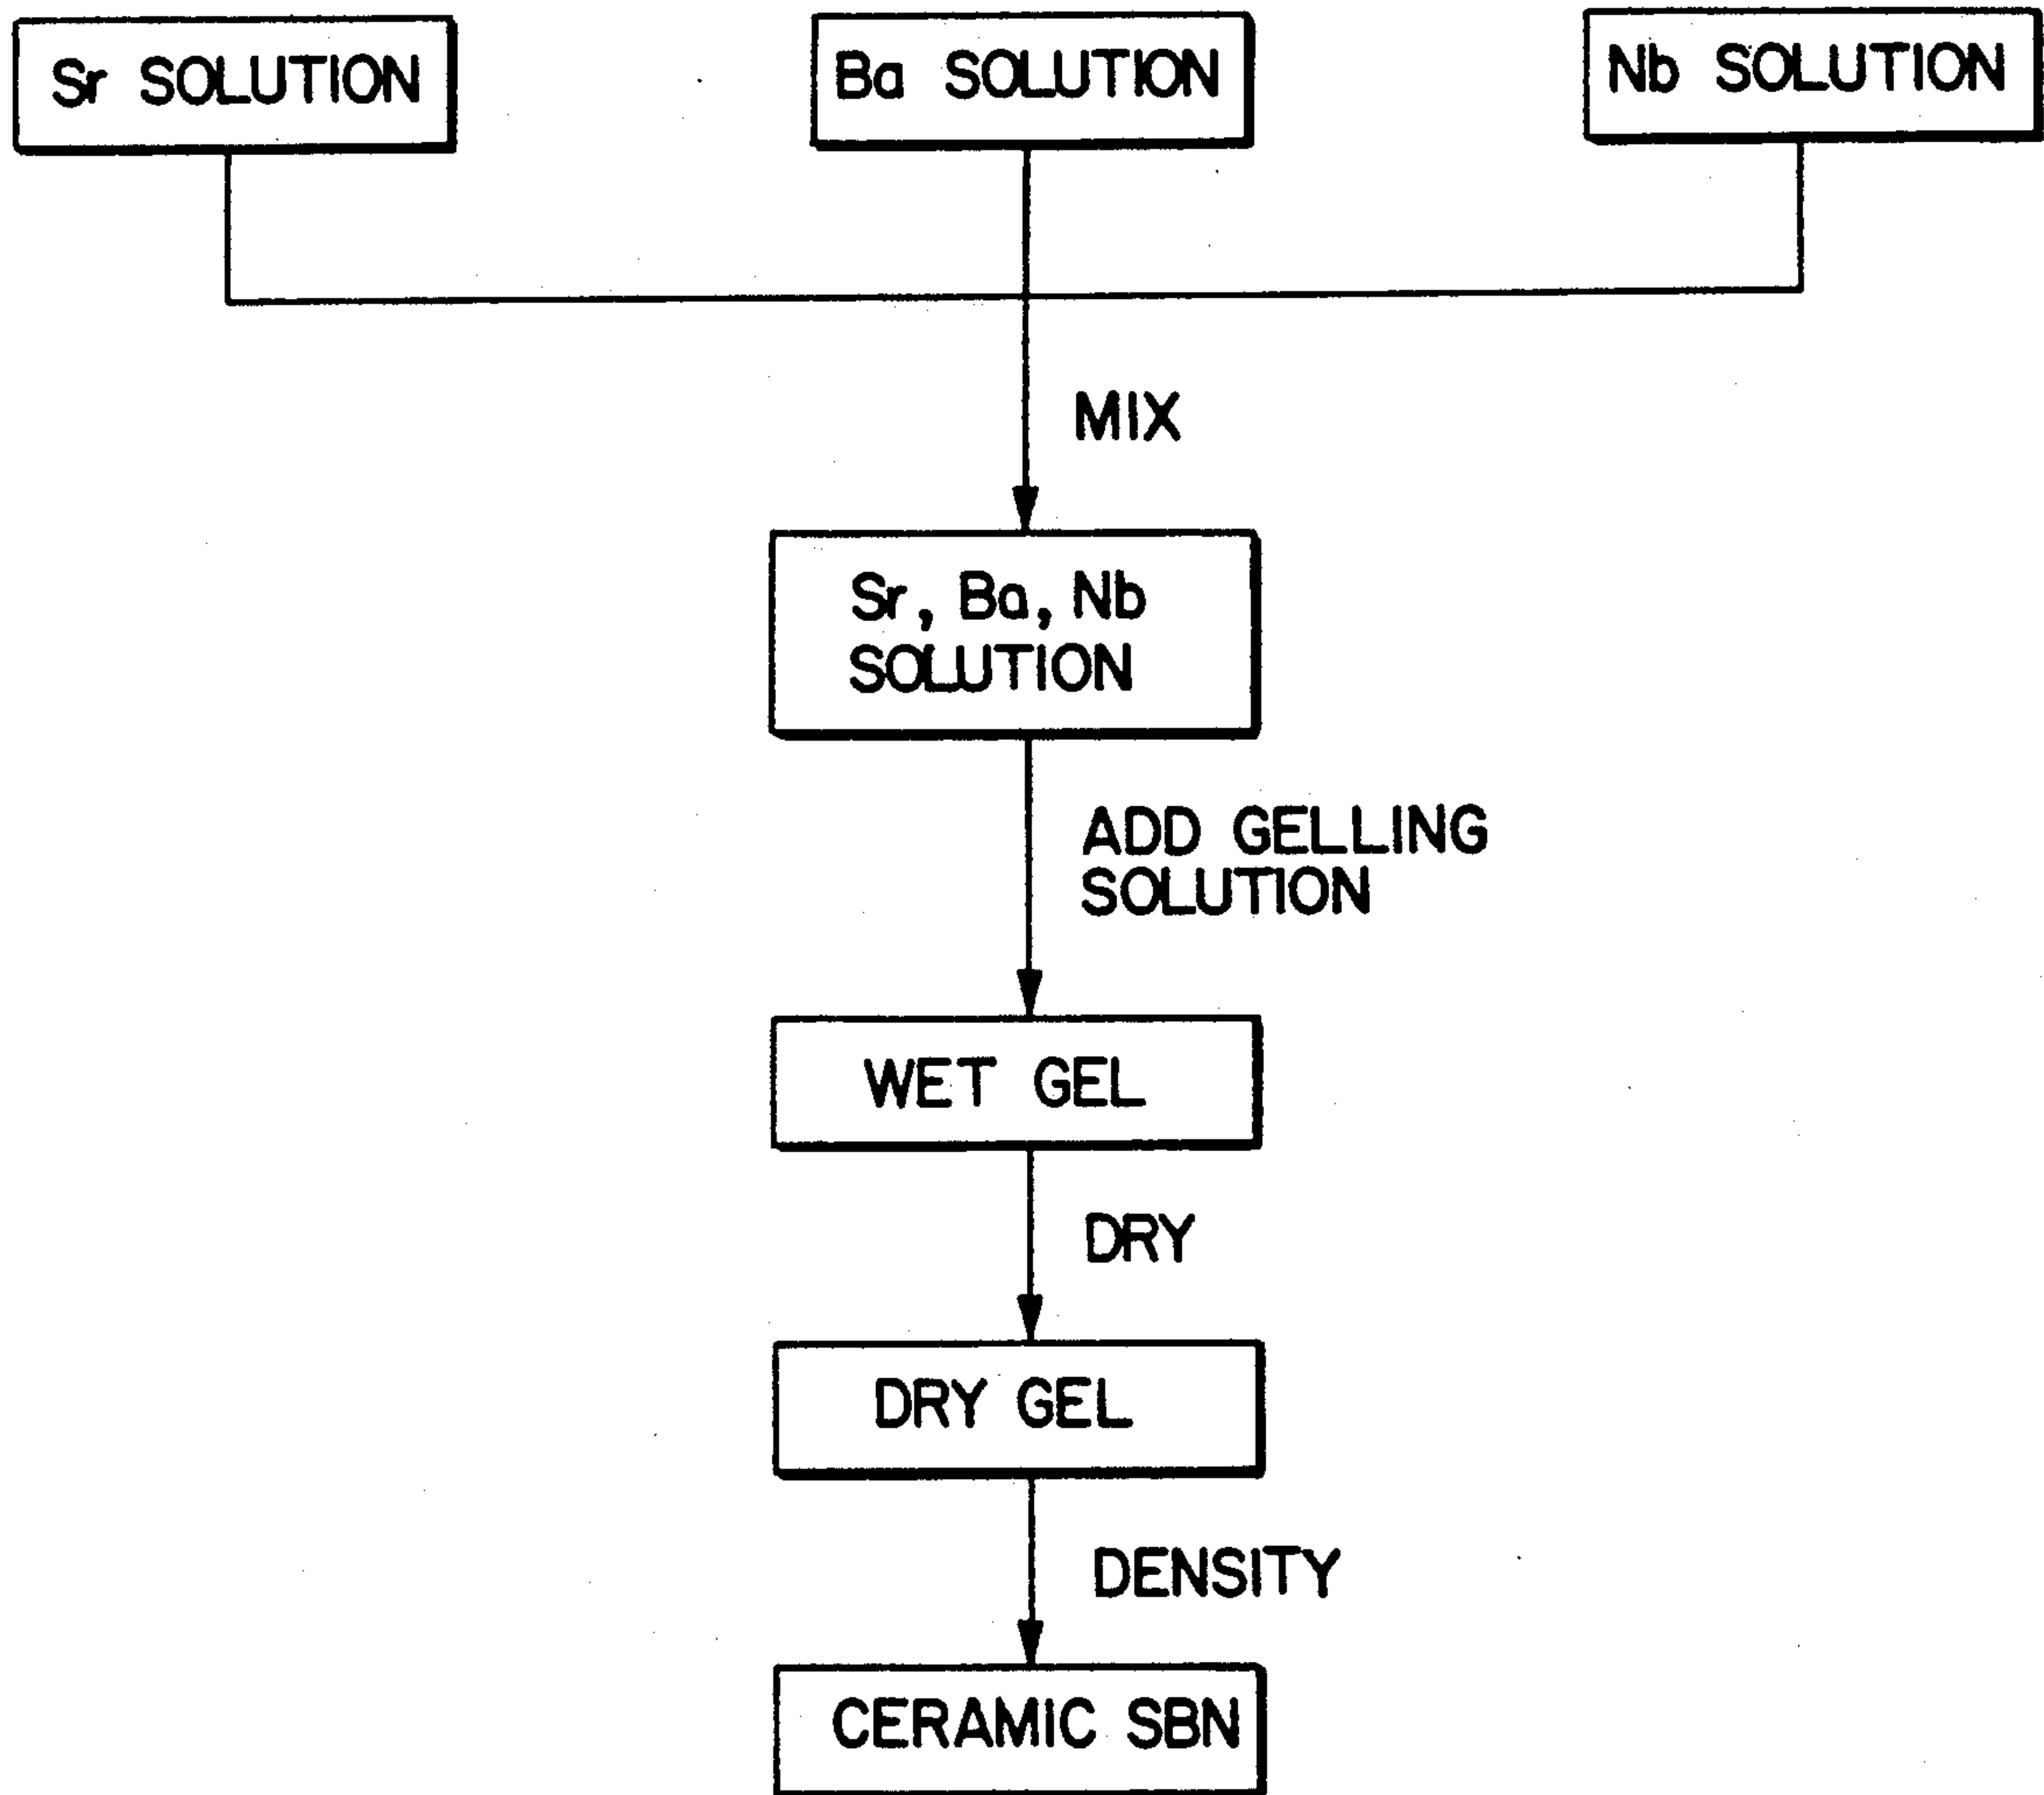 Sr SOLUTION
Ba SOLUTION
Nb SOLUTION
MIX
Sr, Ba, Nb
SOLUTION
ADD GELLING
SOLUTION
WET GEL
DRY
DRY GEL
DENSITY
CERAMIC SBN